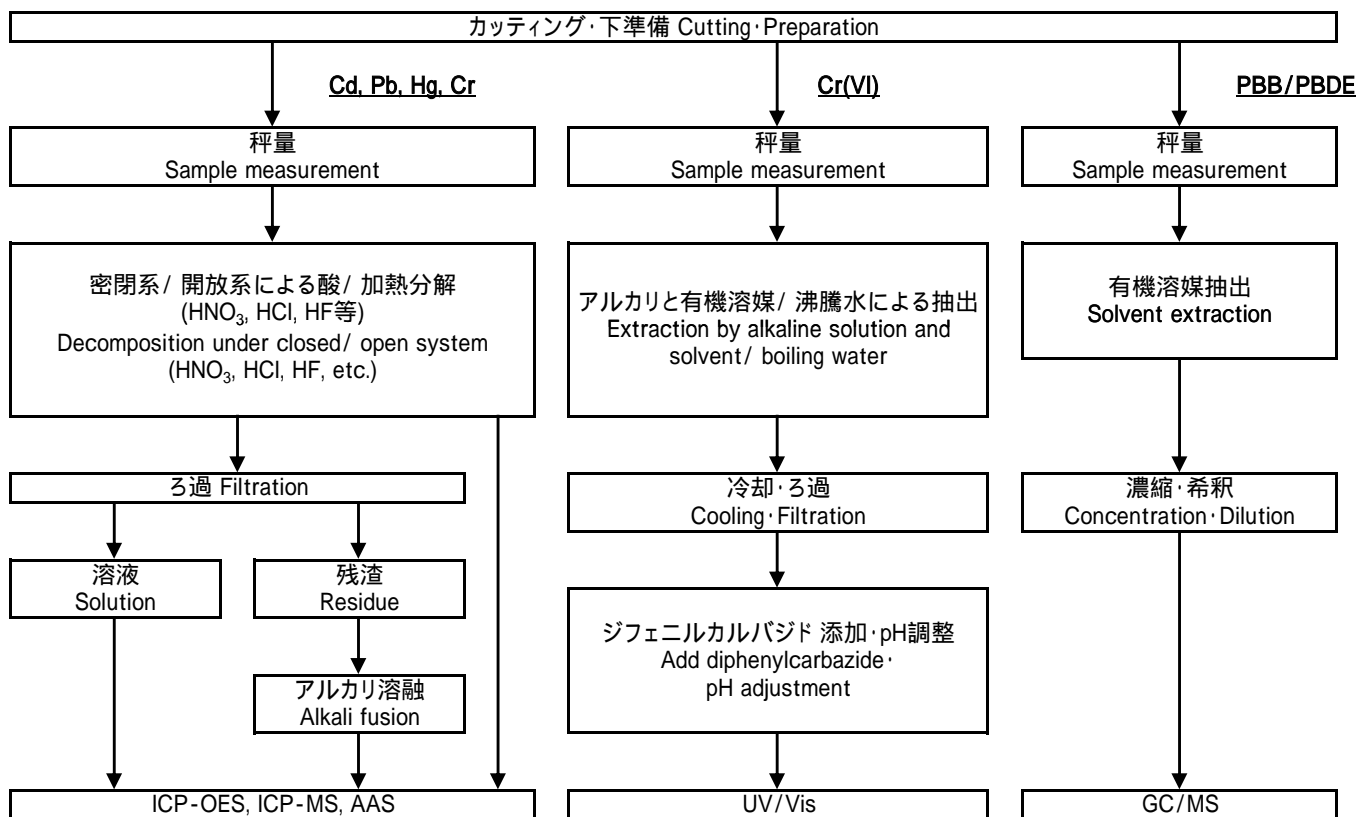 カッティング・下準備 Cutting・Preparation
Cd, Pb, Hg, Cr
Cr(VI)
PBB/PBDE
秤量
Sample measurement
秤量
Sample measurement
秤量
Sample measurement
密閉系/ 開放系による酸/ 加熱分解
(HNO₃, HCl, HF等)
Decomposition under closed/ open system
(HNO₃, HCl, HF, etc.)
アルカリと有機溶媒/ 沸騰水による抽出
Extraction by alkaline solution and
solvent/ boiling water
有機溶媒抽出
Solvent extraction
ろ過 Filtration
冷却・ろ過
Cooling・Filtration
濃縮・希釈
Concentration・Dilution
溶液
Solution
残渣
Residue
アルカリ溶融
Alkali fusion
ジフェニルカルバジド 添加・pH調整
Add diphenylcarbazide・
pH adjustment
ICP-OES, ICP-MS, AAS
UV/Vis
GC/MS